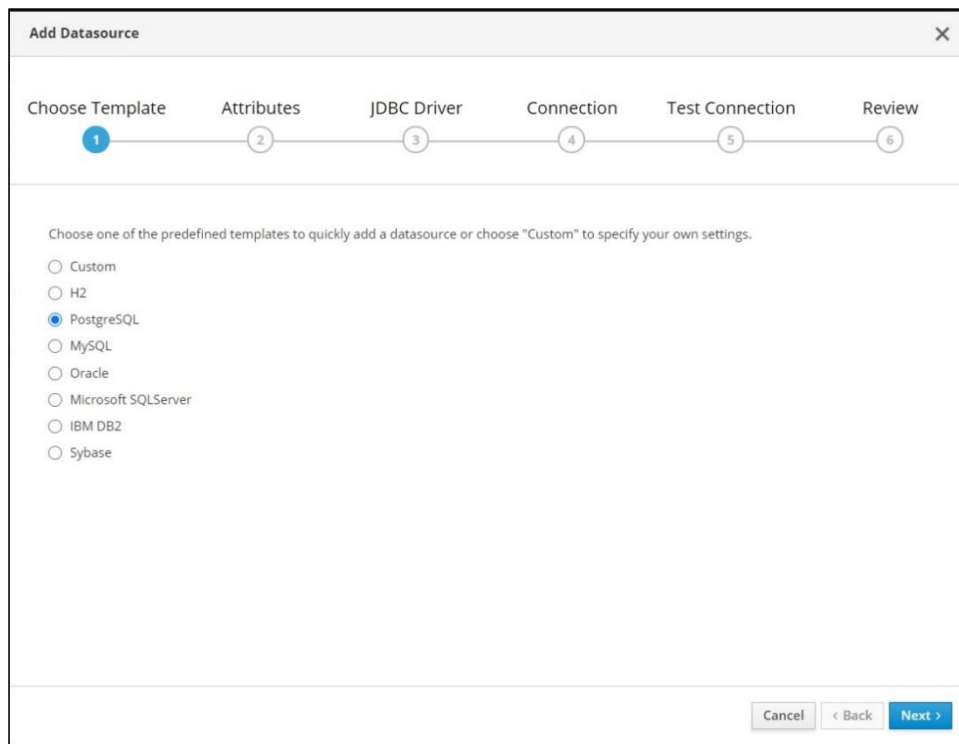 Add Datasource
Choose Template Attributes JDBC Driver Connection Test Connection Review
1 2 3 4 5 6
Choose one of the predefined templates to quickly add a datasource or choose "Custom" to specify your own settings.
Custom
H2
PostgreSQL
MySQL
Oracle
Microsoft SQLServer
IBM DB2
Sybase
Cancel < Back Next >